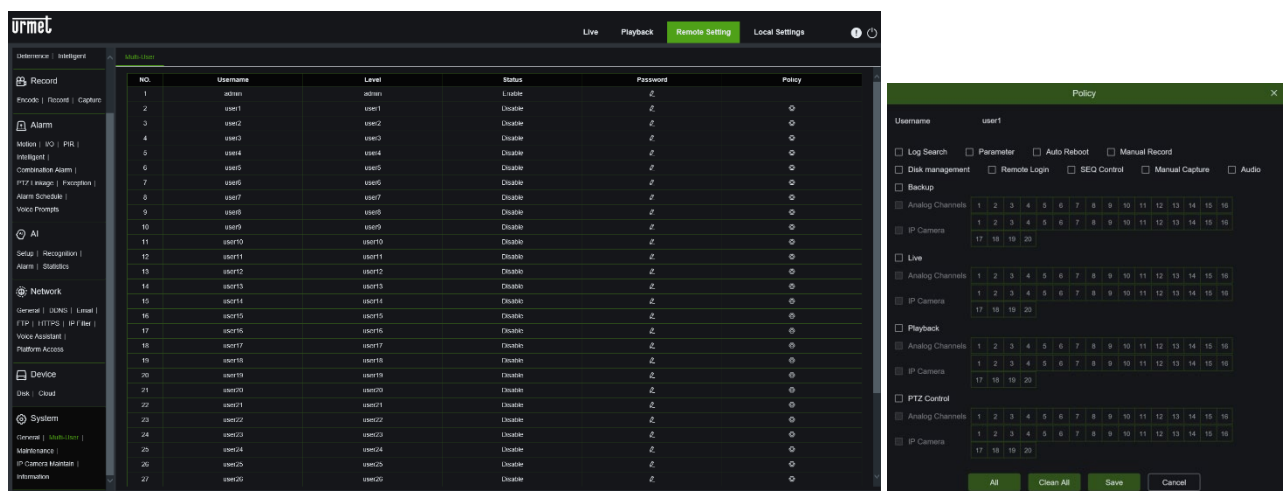 urmet
Live Playback Remote Setting Local Settings
Deterrence | Intelligent
Record
Encode | Record | Capture
Alarm
Motion | I/O | PIR |
Intelligent |
Combination Alarm |
PTZ Linkage | Exception |
Alarm Schedule |
Voice Prompts
AI
Setup | Recognition |
Alarm | Statistics
Network
General | DDNS | Email |
FTP | HTTPS | IP Filter |
Voice Assistant |
Platform Access
Device
Disk | Cloud
System
General | Multi-User |
Maintenance |
IP Camera Maintain |
Information
Multi-User
NO. Username Level Status Password Policy
1 admin admin Enable
2 user1 user1 Disable
3 user2 user2 Disable
4 user3 user3 Disable
5 user4 user4 Disable
6 user5 user5 Disable
7 user6 user6 Disable
8 user7 user7 Disable
9 user8 user8 Disable
10 user9 user9 Disable
11 user10 user10 Disable
12 user11 user11 Disable
13 user12 user12 Disable
14 user13 user13 Disable
15 user14 user14 Disable
16 user15 user15 Disable
17 user16 user16 Disable
18 user17 user17 Disable
19 user18 user18 Disable
20 user19 user19 Disable
21 user20 user20 Disable
22 user21 user21 Disable
23 user22 user22 Disable
24 user23 user23 Disable
25 user24 user24 Disable
26 user25 user25 Disable
27 user26 user26 Disable
Policy ×
Username user1
Log Search Parameter Auto Reboot Manual Record
Disk management Remote Login SEQ Control Manual Capture Audio
Backup
Analog Channels 1 2 3 4 5 6 7 8 9 10 11 12 13 14 15 16
IP Camera 1 2 3 4 5 6 7 8 9 10 11 12 13 14 15 16
17 18 19 20
Live
Analog Channels 1 2 3 4 5 6 7 8 9 10 11 12 13 14 15 16
IP Camera 1 2 3 4 5 6 7 8 9 10 11 12 13 14 15 16
17 18 19 20
Playback
Analog Channels 1 2 3 4 5 6 7 8 9 10 11 12 13 14 15 16
IP Camera 1 2 3 4 5 6 7 8 9 10 11 12 13 14 15 16
17 18 19 20
PTZ Control
Analog Channels 1 2 3 4 5 6 7 8 9 10 11 12 13 14 15 16
IP Camera 1 2 3 4 5 6 7 8 9 10 11 12 13 14 15 16
17 18 19 20
All Clean All Save Cancel